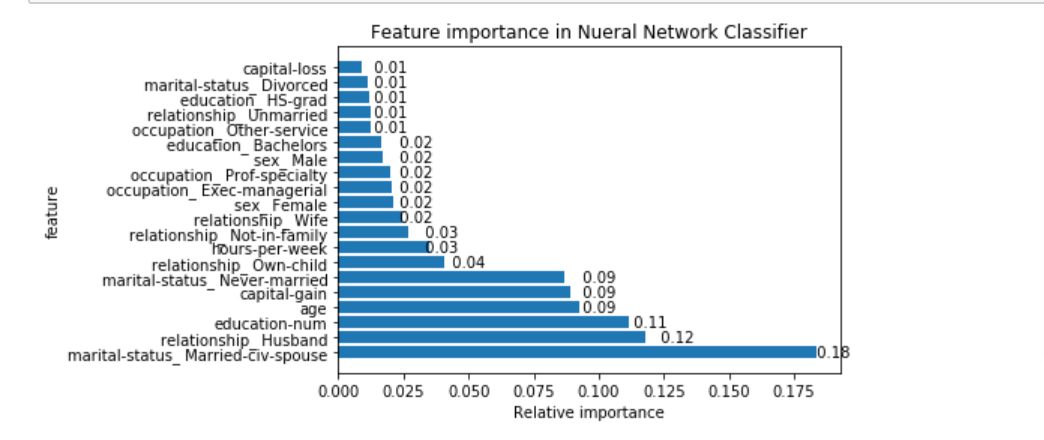 Feature importance in Nueral Network Classifier
capital-loss 0.01
marital-status_ Divorced 0.01
education_ HS-grad 0.01
relationship_ Unmarried 0.01
occupation_ Other-service 0.01
education_ Bachelors 0.02
sex_ Male 0.02
occupation_ Prof-specialty 0.02
occupation_ Exec-managerial 0.02
sex_ Female 0.02
relationship_ Wife 0.02
relationship_ Not-in-family 0.03
hours-per-week 0.03
relationship_ Own-child 0.04
marital-status_ Never-married 0.09
capital-gain 0.09
age 0.09
education-num 0.11
relationship_ Husband 0.12
marital-status_ Married-civ-spouse 0.18
feature
0.000 0.025 0.050 0.075 0.100 0.125 0.150 0.175
Relative importance